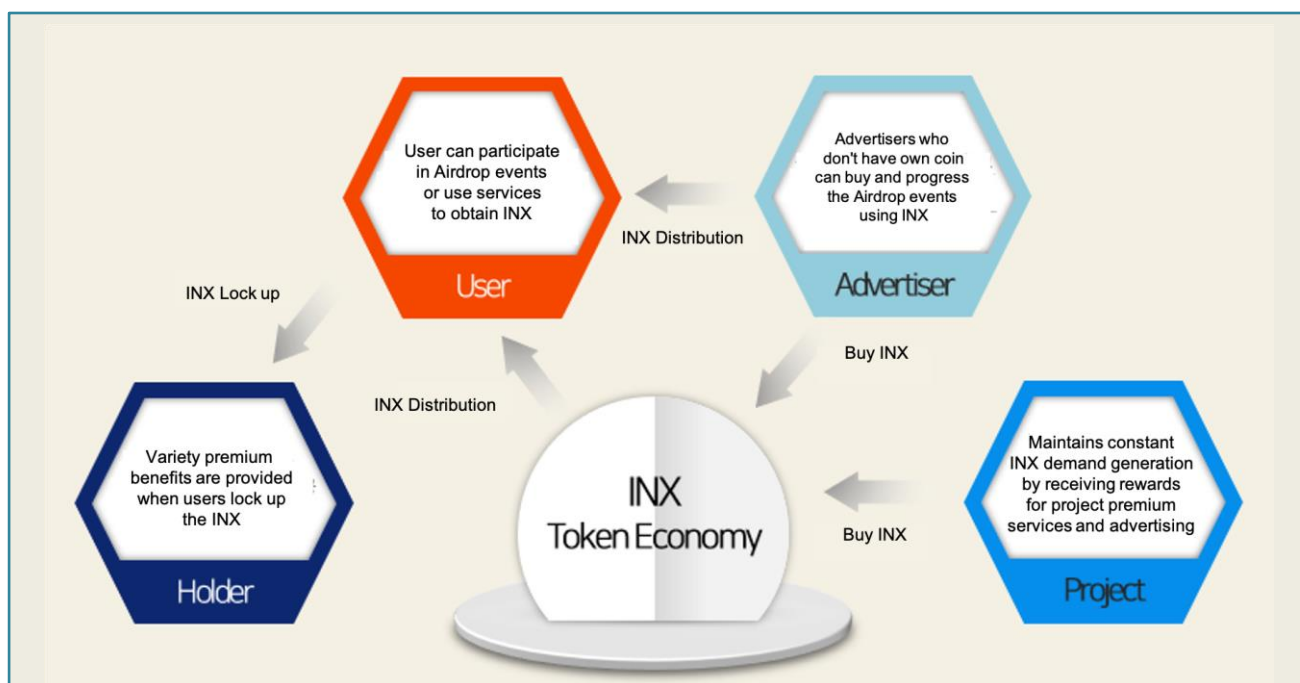 User can participate
in Airdrop events
or use services
to obtain INX
User
Advertisers who
don't have own coin
can buy and progress
the Airdrop events
using INX
Advertiser
INX Distribution
INX Lock up
Buy INX
INX Distribution
Variety premium
benefits are provided
when users lock up
the INX
Holder
INX
Token Economy
Buy INX
Maintains constant
INX demand generation
by receiving rewards
for project premium
services and advertising
Project